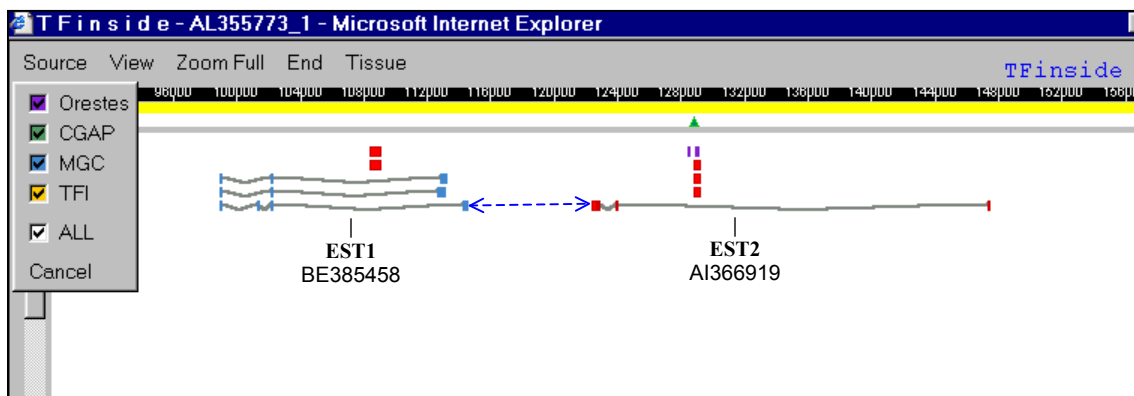 T F i n s i d e - AL355773_1 - Microsoft Internet Explorer
Source View Zoom Full End Tissue
TFinside
96000 100000 104000 108000 112000 116000 120000 124000 128000 132000 136000 140000 144000 148000 152000
Orestes
CGAP
MGC
TFI
ALL
Cancel
EST1
BE385458
EST2
AI366919